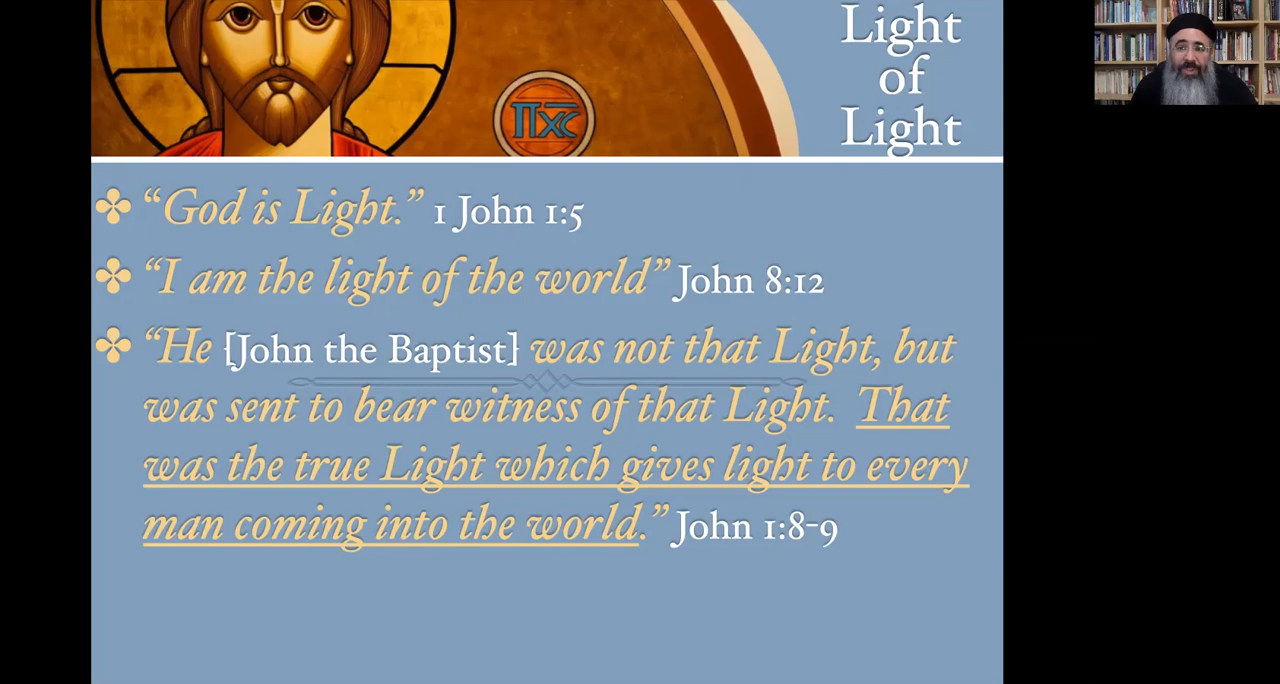 Light
of
Light
Ⲡⲭ̅ⲥ̅
“God is Light.” 1 John 1:5
“I am the light of the world” John 8:12
“He [John the Baptist] was not that Light, but
was sent to bear witness of that Light. That
was the true Light which gives light to every
man coming into the world.” John 1:8-9